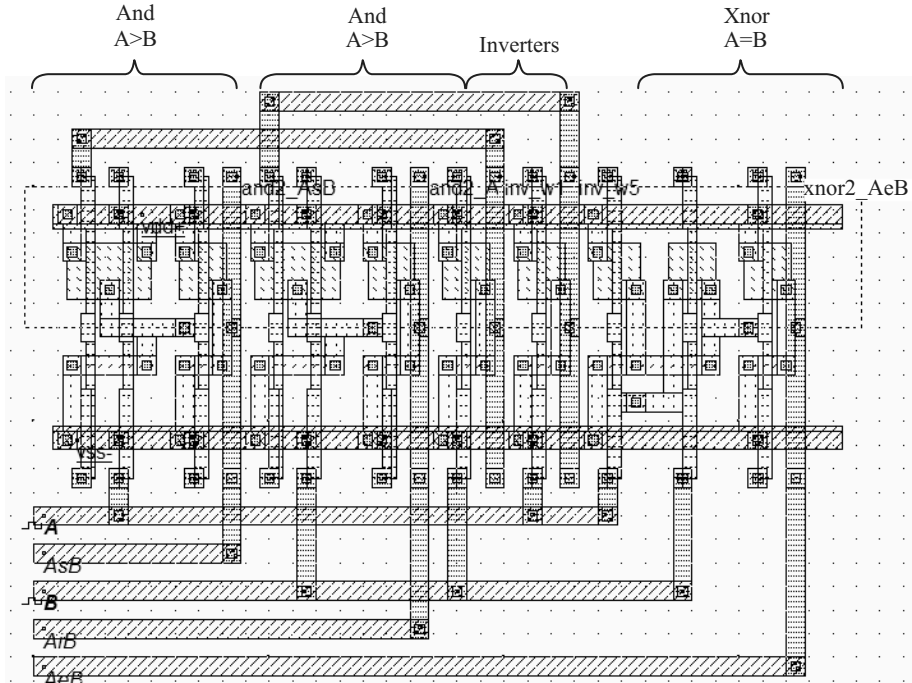 And
A>B
And
A>B
Inverters
Xnor
A=B
and2_AsB
and2_A
inv_w1
inv_w5
xnor2_AeB
vdd+
vss-
A
AsB
B
AiB
AeB